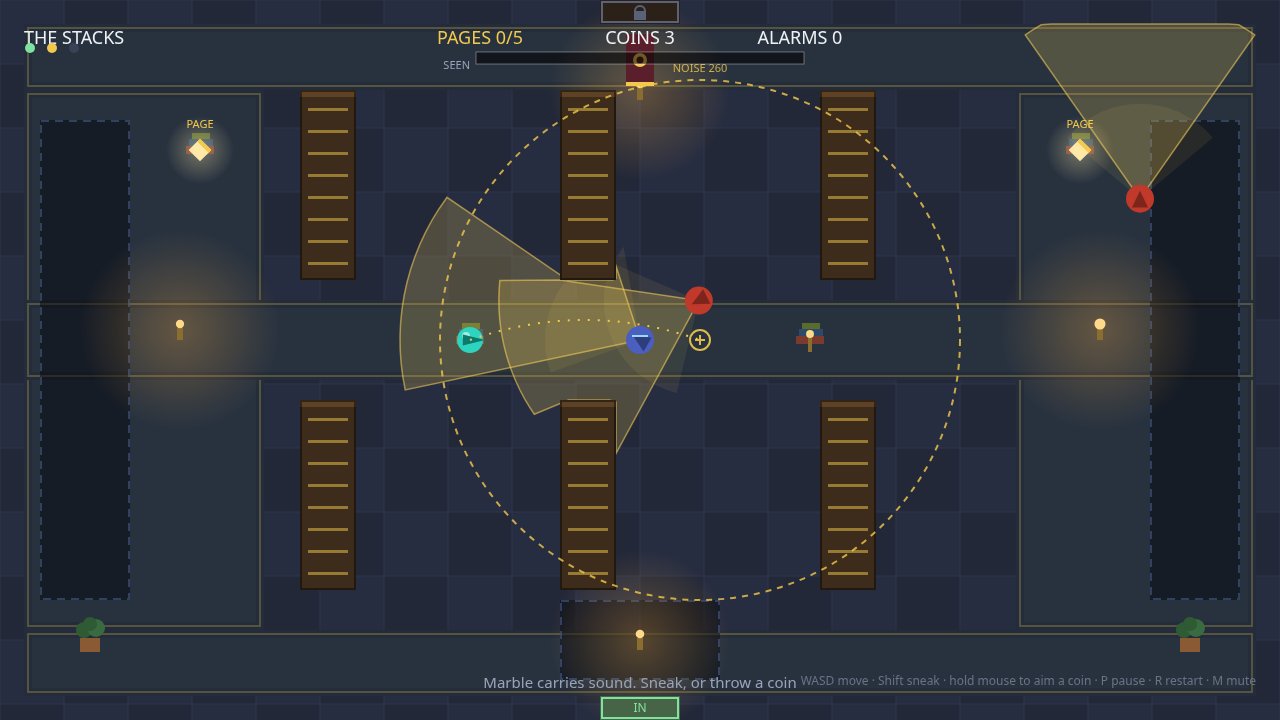 THE STACKS
PAGES 0/5
COINS 3
ALARMS 0
SEEN
NOISE 260
PAGE
PAGE
Marble carries sound. Sneak, or throw a coin
WASD move · Shift sneak · hold mouse to aim a coin · P pause · R restart · M mute
IN